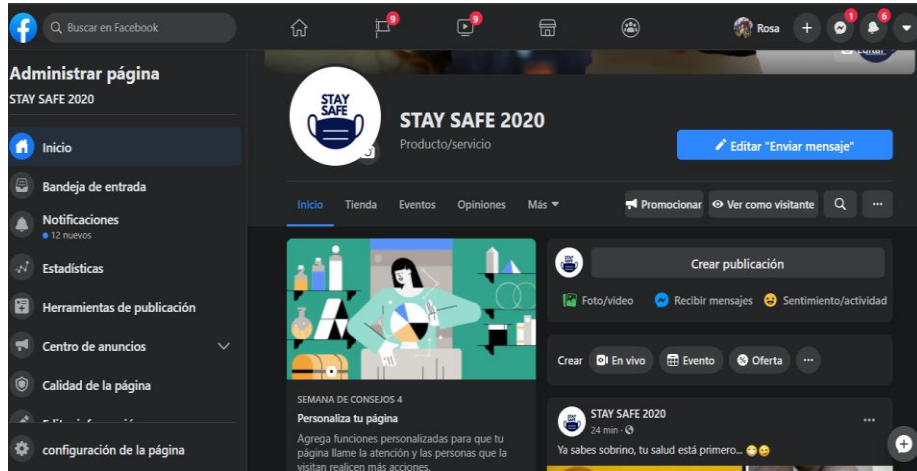 Buscar en Facebook
9
9
Rosa
1
6
Administrar página
STAY SAFE 2020
Inicio
Bandeja de entrada
Notificaciones
12 nuevos
Estadísticas
Herramientas de publicación
Centro de anuncios
Calidad de la página
configuración de la página
Editar
STAY
SAFE
STAY SAFE 2020
Producto/servicio
Editar "Enviar mensaje"
Inicio Tienda Eventos Opiniones Más
Promocionar Ver como visitante
SEMANA DE CONSEJOS 4
Personaliza tu página
Agrega funciones personalizadas para que tu
página llame la atención y las personas que la
visitan realicen más acciones.
Crear publicación
Foto/video Recibir mensajes Sentimiento/actividad
Crear En vivo Evento Oferta
STAY SAFE 2020
24 min
Ya sabes sobrino, tu salud está primero...